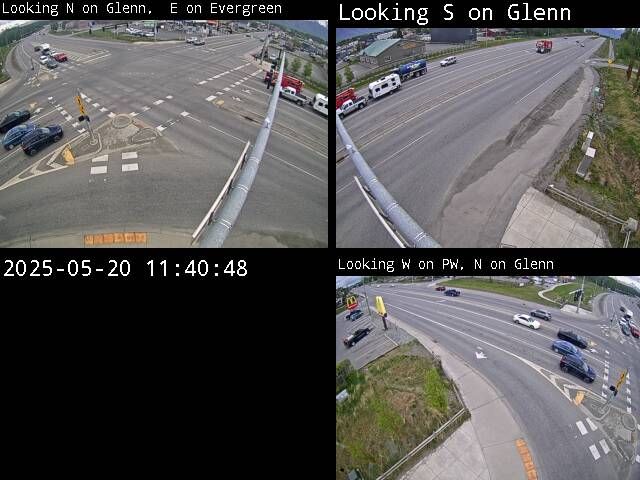 Looking N on Glenn,  E on Evergreen
Looking S on Glenn
2025-05-20 11:40:48
Looking W on PW, N on Glenn